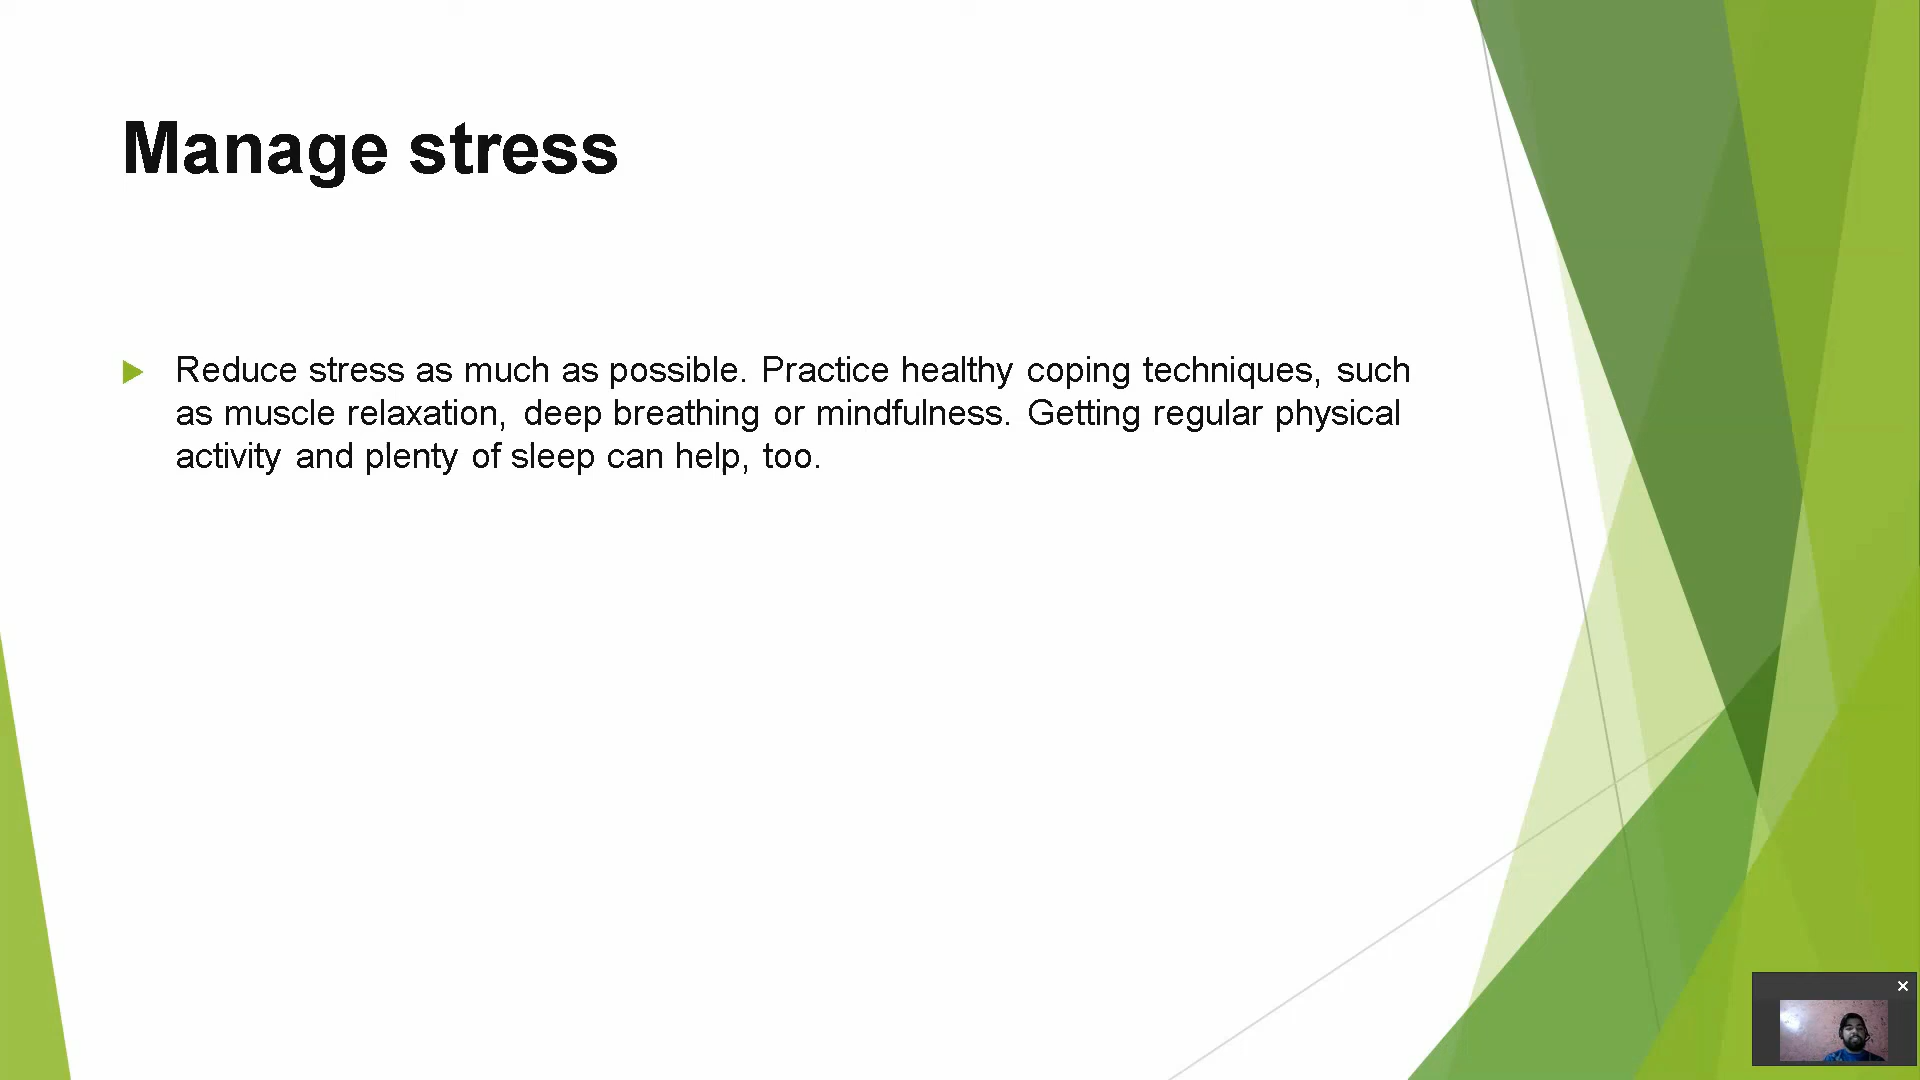 Manage stress
Reduce stress as much as possible. Practice healthy coping techniques, such
as muscle relaxation, deep breathing or mindfulness. Getting regular physical
activity and plenty of sleep can help, too.